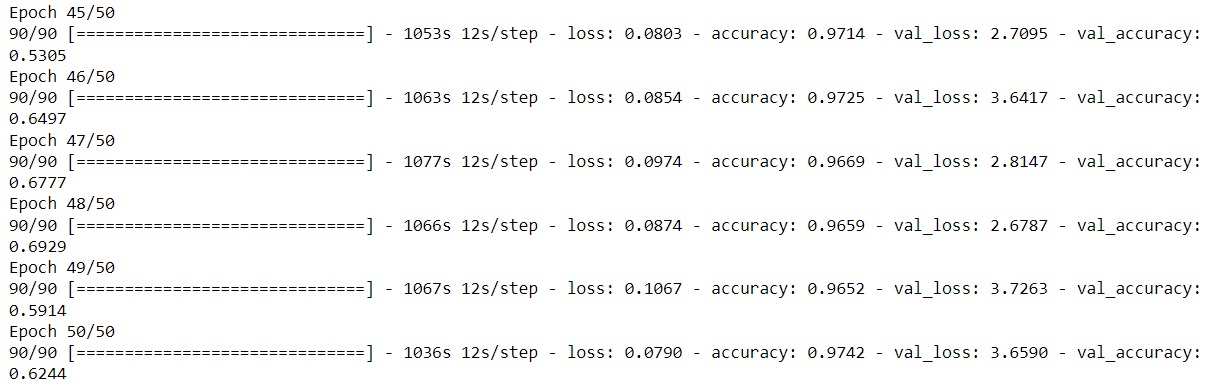 Epoch 45/50
90/90 [==============================] - 1053s 12s/step - loss: 0.0803 - accuracy: 0.9714 - val_loss: 2.7095 - val_accuracy:
0.5305
Epoch 46/50
90/90 [==============================] - 1063s 12s/step - loss: 0.0854 - accuracy: 0.9725 - val_loss: 3.6417 - val_accuracy:
0.6497
Epoch 47/50
90/90 [==============================] - 1077s 12s/step - loss: 0.0974 - accuracy: 0.9669 - val_loss: 2.8147 - val_accuracy:
0.6777
Epoch 48/50
90/90 [==============================] - 1066s 12s/step - loss: 0.0874 - accuracy: 0.9659 - val_loss: 2.6787 - val_accuracy:
0.6929
Epoch 49/50
90/90 [==============================] - 1067s 12s/step - loss: 0.1067 - accuracy: 0.9652 - val_loss: 3.7263 - val_accuracy:
0.5914
Epoch 50/50
90/90 [==============================] - 1036s 12s/step - loss: 0.0790 - accuracy: 0.9742 - val_loss: 3.6590 - val_accuracy:
0.6244